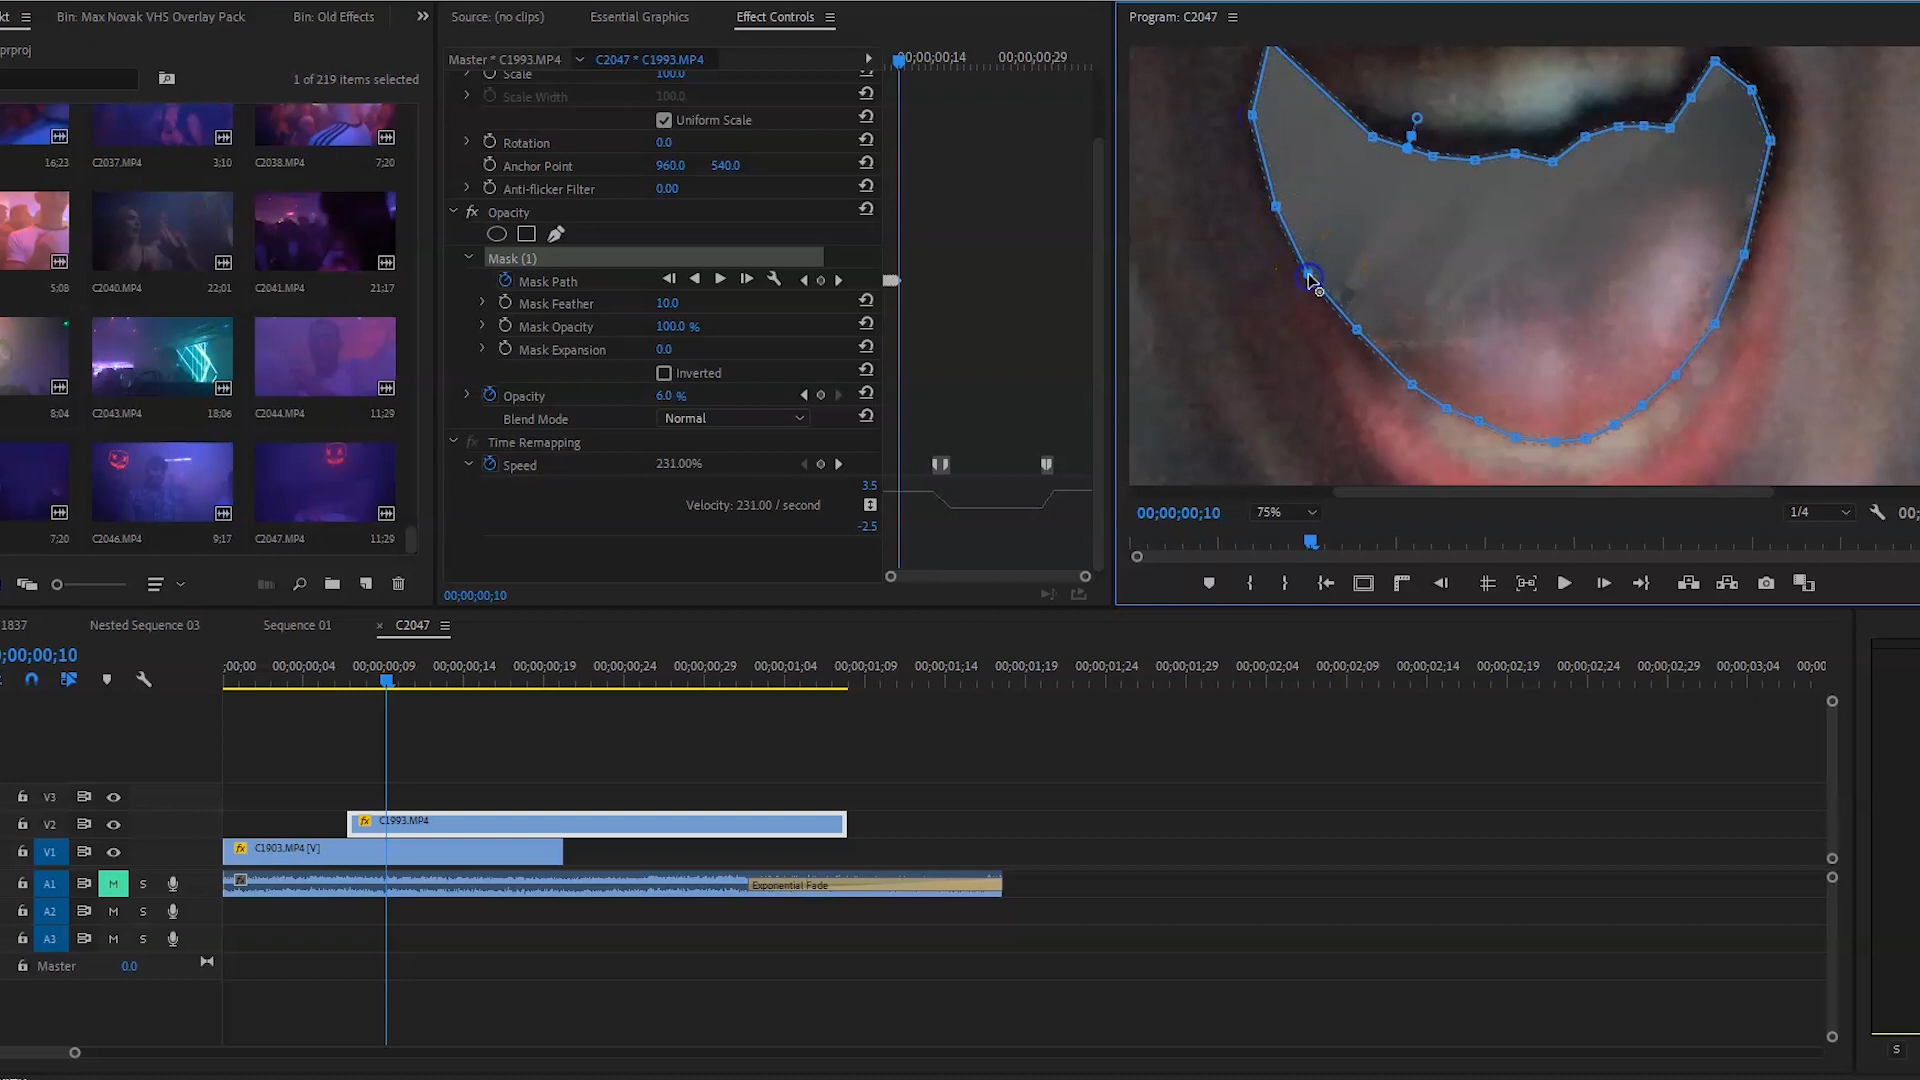 kt
Bin: Max Novak VHS Overlay Pack
Bin: Old Effects
Source: (no clips)
Essential Graphics
Effect Controls
Program: C2047
prproj
1 of 219 items selected
16;23
C2037.MP4
3;10
C2038.MP4
7;20
5;08
C2040.MP4
22;01
C2041.MP4
21;17
8;04
C2043.MP4
18;06
C2044.MP4
11;29
7;20
C2046.MP4
9;17
C2047.MP4
11;29
Master * C1993.MP4
C2047 * C1993.MP4
00;00;00;14
00;00;00;29
Scale
100.0
Scale Width
100.0
Uniform Scale
Rotation
0.0
Anchor Point
960.0
540.0
Anti-flicker Filter
0.00
fx Opacity
Mask (1)
Mask Path
Mask Feather
10.0
Mask Opacity
100.0 %
Mask Expansion
0.0
Inverted
Opacity
6.0 %
Blend Mode
Normal
fx Time Remapping
Speed
231.00%
3.5
Velocity: 231.00 / second
-2.5
00;00;00;10
00;00;00;10
75%
1/4
00;
1837
Nested Sequence 03
Sequence 01
× C2047
;00;00;10
;00;00
00;00;00;04
00;00;00;09
00;00;00;14
00;00;00;19
00;00;00;24
00;00;00;29
00;00;01;04
00;00;01;09
00;00;01;14
00;00;01;19
00;00;01;24
00;00;01;29
00;00;02;04
00;00;02;09
00;00;02;14
00;00;02;19
00;00;02;24
00;00;02;29
00;00;03;04
00;00
V3
V2
fx C1993.MP4
V1
fx C1903.MP4 [V]
A1 M S
fx
Exponential Fade
A2 M S
A3 M S
Master
0.0
S